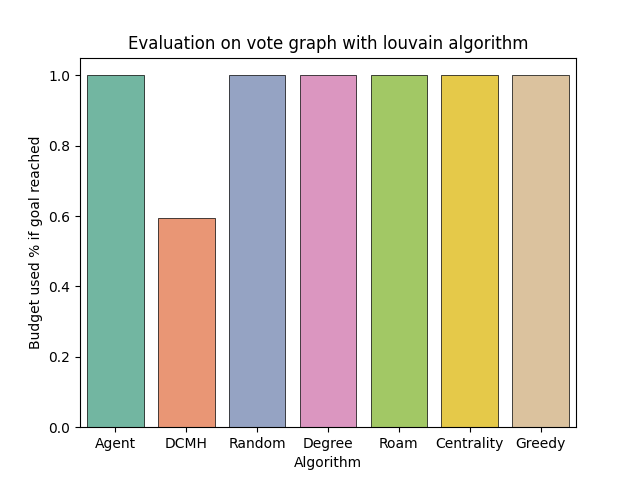 Evaluation on vote graph with louvain algorithm
Budget used % if goal reached
1.0
0.8
0.6
0.4
0.2
0.0
Agent DCMH Random Degree Roam Centrality Greedy
Algorithm